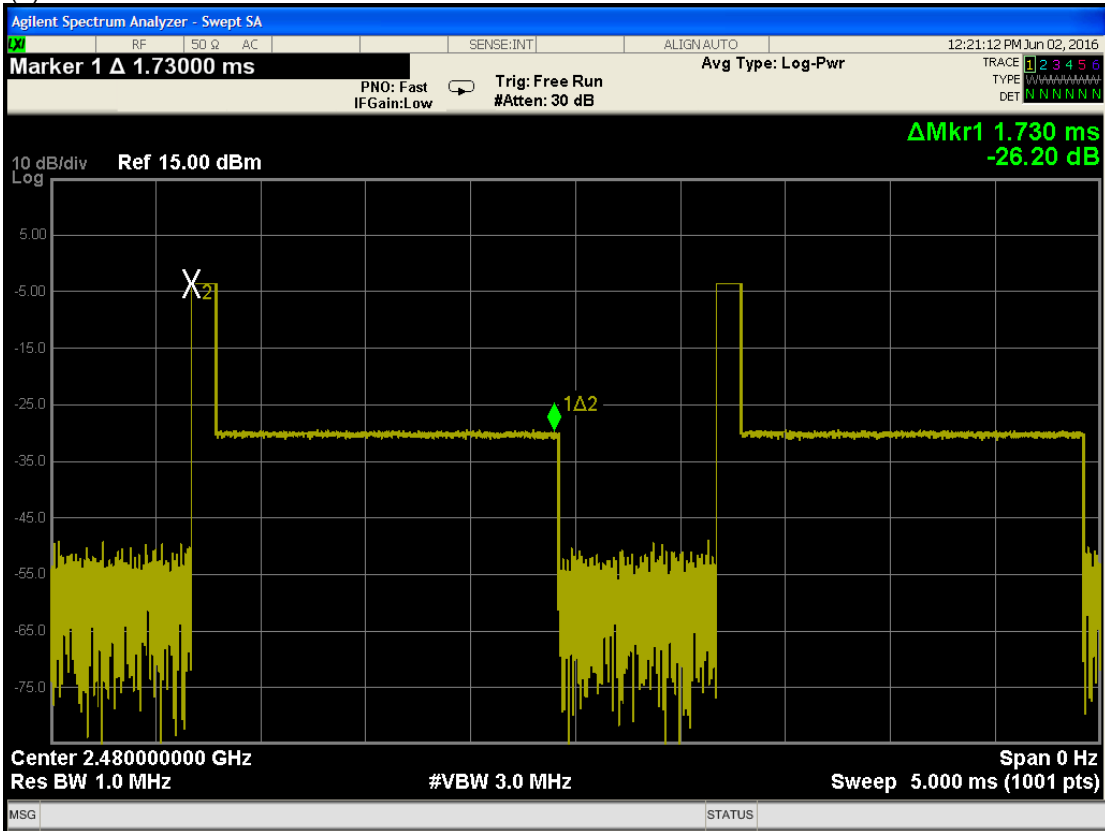 Agilent Spectrum Analyzer - Swept SA
LXI RF 50 Ω AC SENSE:INT ALIGN AUTO 12:21:12 PM Jun 02, 2016
Marker 1 Δ 1.73000 ms
PNO: Fast
IFGain:Low
Trig: Free Run
#Atten: 30 dB
Avg Type: Log-Pwr
TRACE 1 2 3 4 5 6
TYPE
DET N N N N N N
ΔMkr1 1.730 ms
-26.20 dB
10 dB/div Ref 15.00 dBm
Log
5.00
-5.00
X2
-15.0
-25.0
1Δ2
-35.0
-45.0
-55.0
-65.0
-75.0
Center 2.480000000 GHz Span 0 Hz
Res BW 1.0 MHz #VBW 3.0 MHz Sweep 5.000 ms (1001 pts)
MSG STATUS